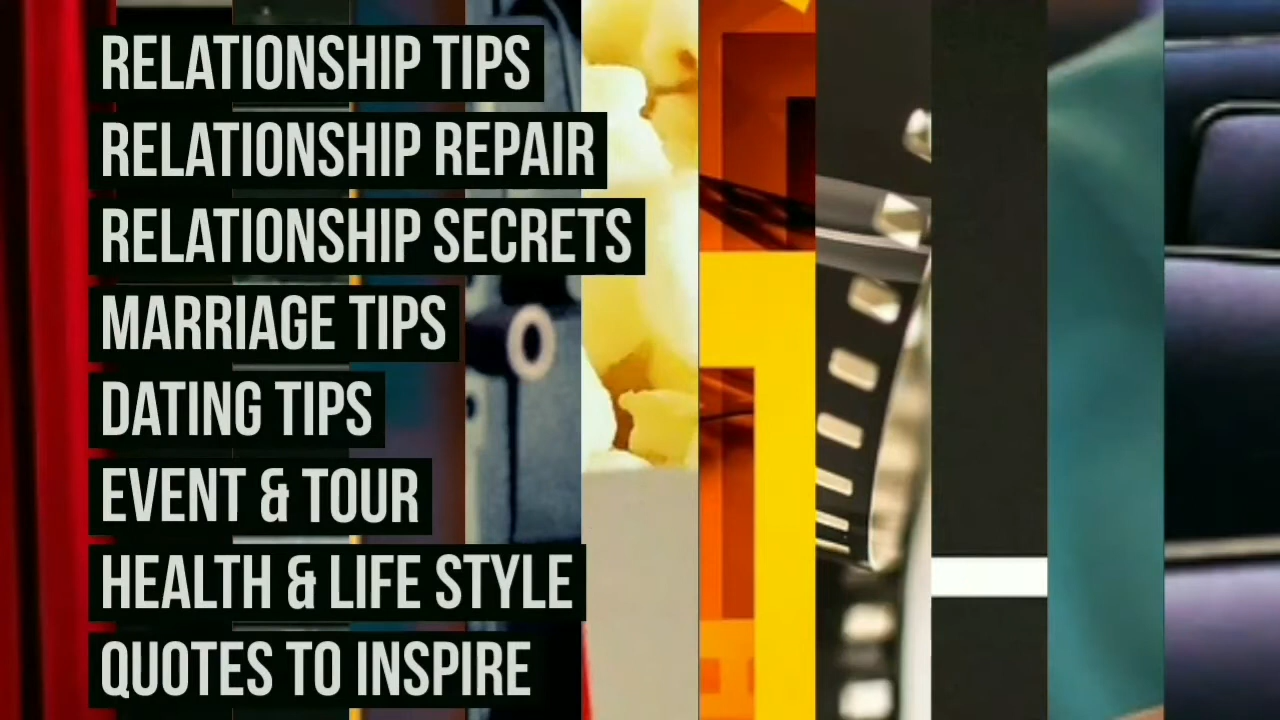 RELATIONSHIP TIPS
RELATIONSHIP REPAIR
RELATIONSHIP SECRETS
MARRIAGE TIPS
DATING TIPS
EVENT & TOUR
HEALTH & LIFE STYLE
QUOTES TO INSPIRE